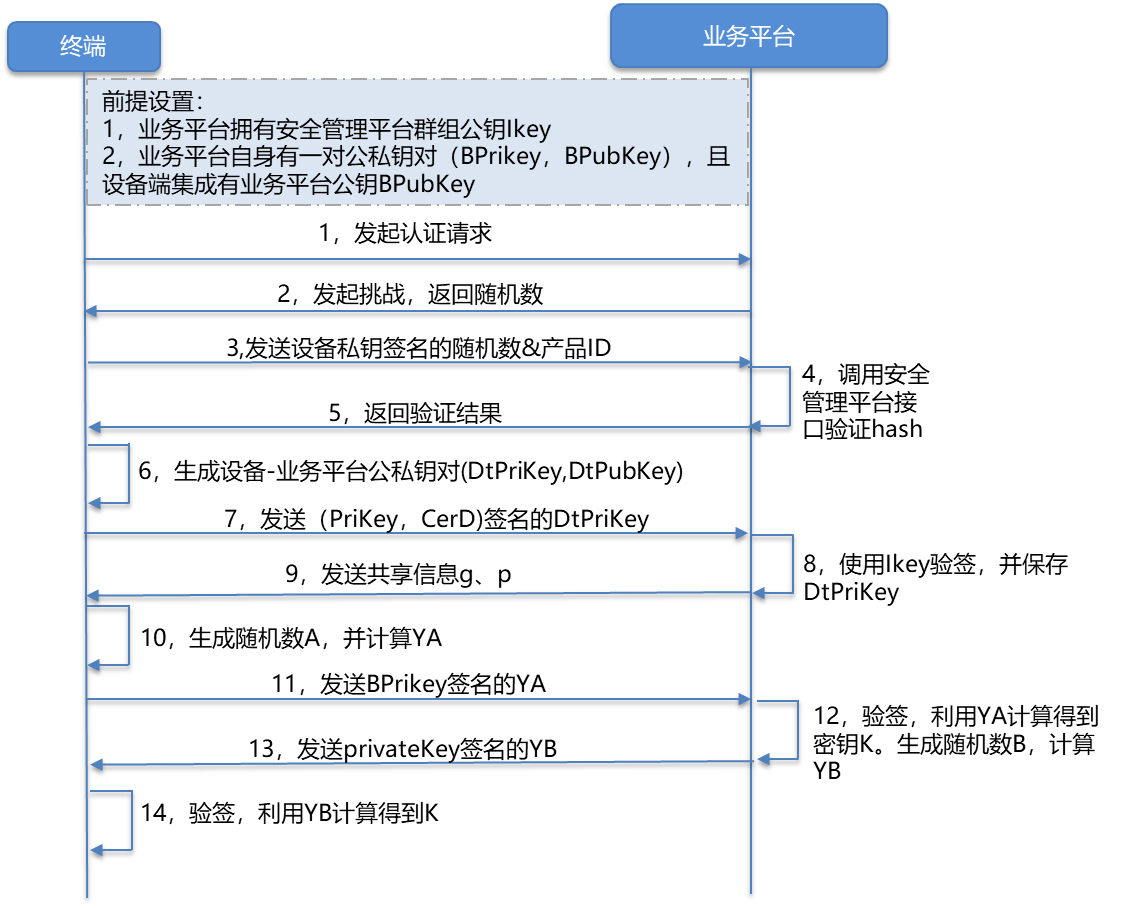 终端
业务平台
前提设置：
1，业务平台拥有安全管理平台群组公钥Ikey
2，业务平台自身有一对公私钥对（BPrikey，BPubKey），且
设备端集成有业务平台公钥BPubKey
1，发起认证请求
2，发起挑战，返回随机数
3,发送设备私钥签名的随机数&产品ID
4，调用安全
管理平台接
口验证hash
5，返回验证结果
6，生成设备-业务平台公私钥对(DtPriKey,DtPubKey)
7，发送（PriKey，CerD)签名的DtPriKey
8，使用Ikey验签，并保存
DtPriKey
9，发送共享信息g、p
10，生成随机数A，并计算YA
11，发送BPrikey签名的YA
12，验签，利用YA计算得到
密钥K。生成随机数B，计算
YB
13，发送privateKey签名的YB
14，验签，利用YB计算得到K